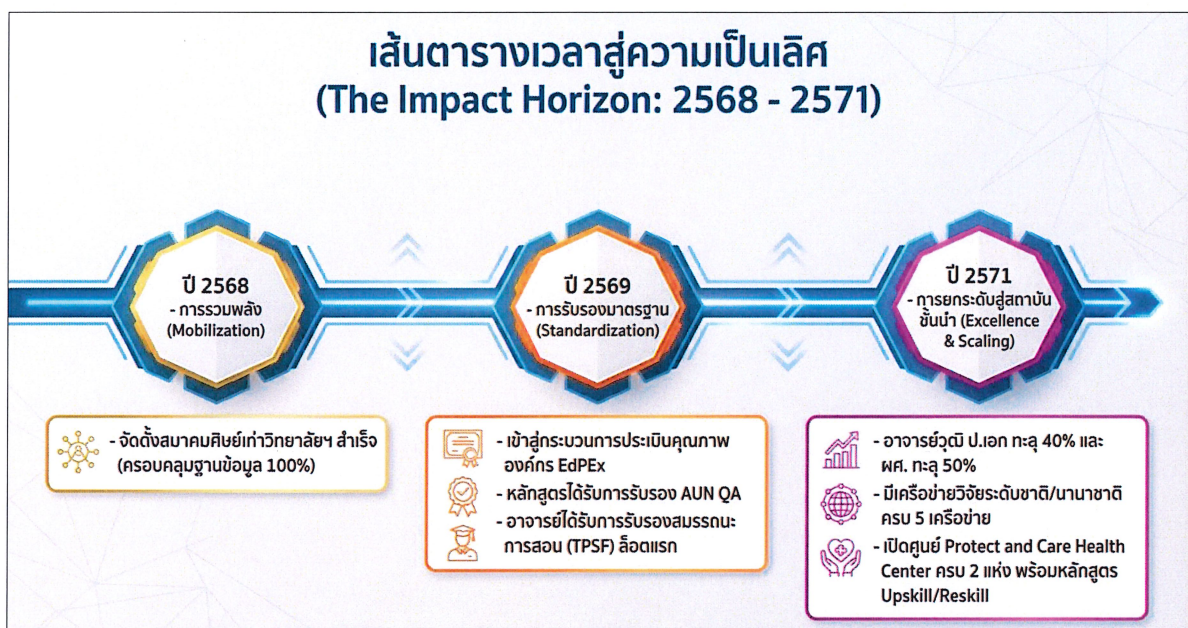 เส้นตารางเวลาสู่ความเป็นเลิศ
(The Impact Horizon: 2568 - 2571)
ปี 2568
- การรวมพลัง
(Mobilization)
- จัดตั้งสมาคมศิษย์เก่าวิทยาลัยฯ สำเร็จ
(ครอบคลุมฐานข้อมูล 100%)
ปี 2569
- การรับรองมาตรฐาน
(Standardization)
- เข้าสู่กระบวนการประเมินคุณภาพ
องค์กร EdPEx
- หลักสูตรได้รับการรับรอง AUN QA
- อาจารย์ได้รับการรับรองสมรรถนะ
การสอน (TPSF) ล็อตแรก
ปี 2571
- การยกระดับสู่สถาบัน
ชั้นนำ (Excellence
& Scaling)
- อาจารย์วุฒิ ป.เอก ทะลุ 40% และ
ผศ. ทะลุ 50%
- มีเครือข่ายวิจัยระดับชาติ/นานาชาติ
ครบ 5 เครือข่าย
- เปิดศูนย์ Protect and Care Health
Center ครบ 2 แห่ง พร้อมหลักสูตร
Upskill/Reskill